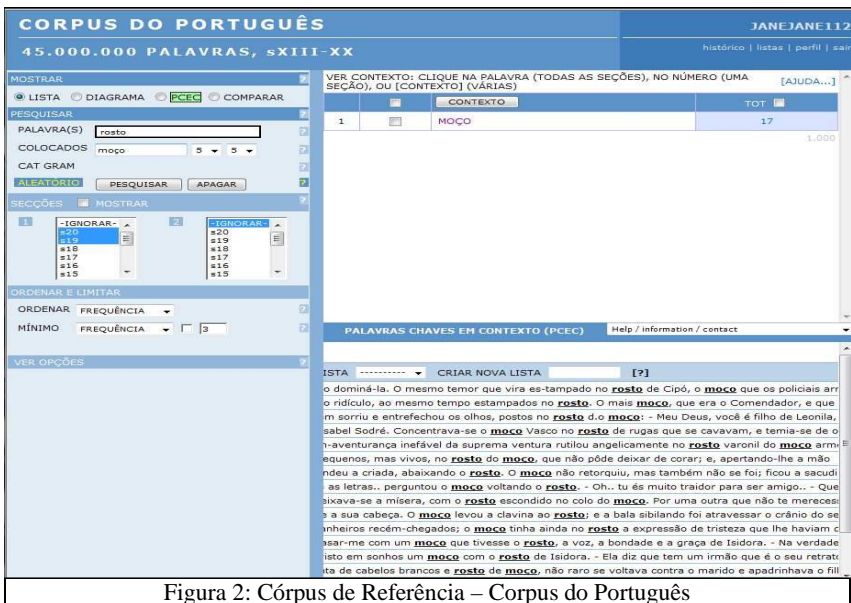 CORPUS DO PORTUGUÊS
45.000.000 PALAVRAS, sXIII-XX
JANEJANE112
histórico | listas | perfil | sair
MOSTRAR ?
LISTA DIAGRAMA PCEC COMPARAR
PESQUISAR ?
PALAVRA(S) rosto ?
COLOCADOS moço 5 5 ?
CAT GRAM ?
ALEATÓRIO PESQUISAR APAGAR ?
SECÇÕES MOSTRAR ?
1 -IGNORAR- s20 s19 s18 s17 s16 s15
2 -IGNORAR- s20 s19 s18 s17 s16 s15
ORDENAR E LIMITAR
ORDENAR FREQUÊNCIA ?
MÍNIMO FREQUÊNCIA 3 ?
VER OPÇÕES ?
VER CONTEXTO: CLIQUE NA PALAVRA (TODAS AS SEÇÕES), NO NÚMERO (UMA
SEÇÃO), OU [CONTEXTO] (VÁRIAS)
[AJUDA...]
CONTEXTO TOT
1 MOÇO 17
1.000
PALAVRAS CHAVES EM CONTEXTO (PCEC) Help / information / contact
ISTA ---------- CRIAR NOVA LISTA [?]
o dominá-la. O mesmo temor que vira es-tampado no rosto de Cipó, o moço que os policiais arr
o ridículo, ao mesmo tempo estampados no rosto. O mais moço, que era o Comendador, e que
m sorriu e entrefechou os olhos, postos no rosto d.o moço: - Meu Deus, você é filho de Leonila,
sabel Sodré. Concentrava-se o moço Vasco no rosto de rugas que se cavavam, e temia-se de o
n-aventurança inefável da suprema ventura rutilou angelicamente no rosto varonil do moço arm
equenos, mas vivos, no rosto do moço, que não pôde deixar de corar; e, apertando-lhe a mão
ndeu a criada, abaixando o rosto. O moço não retorquiu, mas também não se foi; ficou a sacudi
as letras.. perguntou o moço voltando o rosto. - Oh.. tu és muito traidor para ser amigo.. - Que
eixava-se a mísera, com o rosto escondido no colo do moço. Por uma outra que não te mereces
e a sua cabeça. O moço levou a clavina ao rosto; e a bala sibilando foi atravessar o crânio do se
nheiros recém-chegados; o moço tinha ainda no rosto a expressão de tristeza que lhe haviam c
asar-me com um moço que tivesse o rosto, a voz, a bondade e a graça de Isidora. - Na verdade
isto em sonhos um moço com o rosto de Isidora. - Ela diz que tem um irmão que é o seu retrat
ta de cabelos brancos e rosto de moço, não raro se voltava contra o marido e apadrinhava o fill
Figura 2: Córpus de Referência – Corpus do Português